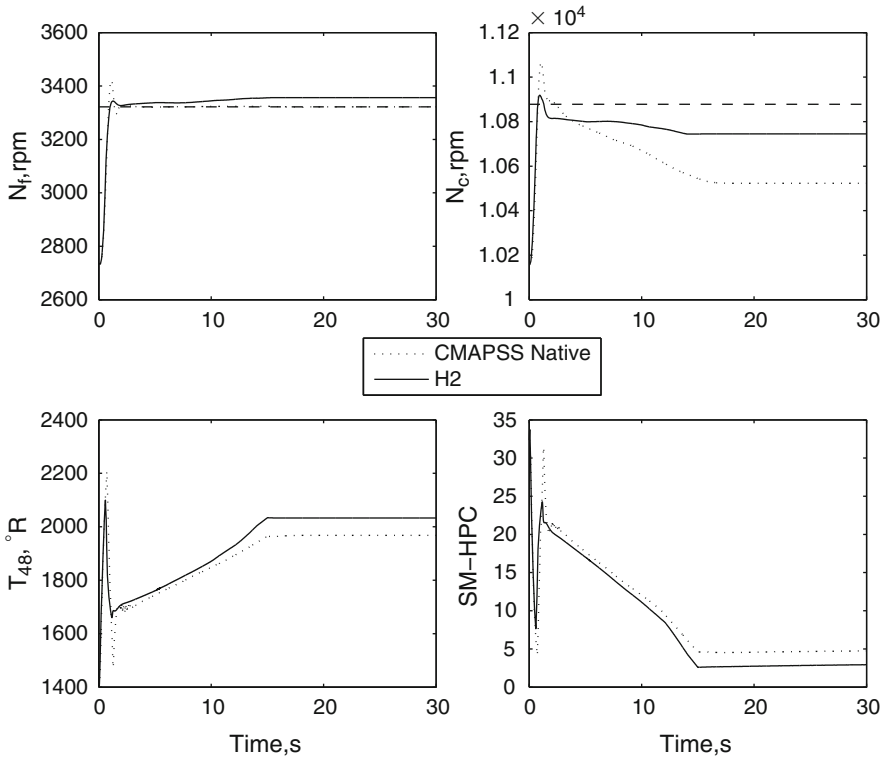 3600
3400
3200
3000
2800
2600
N_f,rpm
0 10 20 30
× 10^4
1.12
1.1
1.08
1.06
1.04
1.02
1
N_c,rpm
0 10 20 30
CMAPSS Native
H2
2400
2200
2000
1800
1600
1400
T_48, °R
0 10 20 30
Time,s
35
30
25
20
15
10
5
0
SM−HPC
0 10 20 30
Time,s